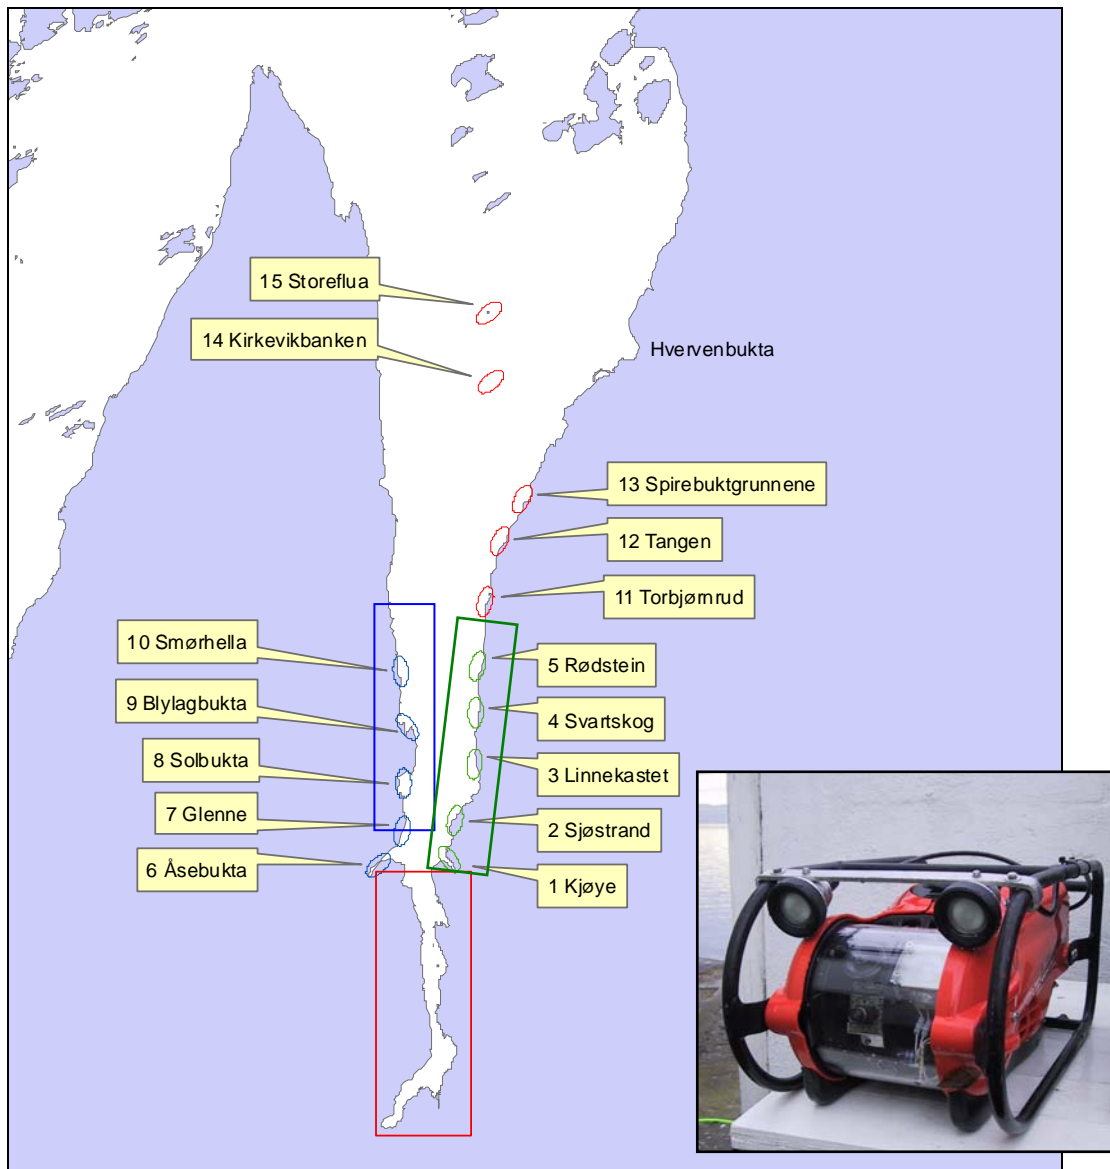 15 Storeflua
14 Kirkevikbanken
Hvervenbukta
13 Spirebuktgrunnene
12 Tangen
11 Torbjørnrud
10 Smørhella
5 Rødstein
9 Blylagbukta
4 Svartskog
8 Solbukta
3 Linnekastet
7 Glenne
2 Sjøstrand
6 Åsebukta
1 Kjøye